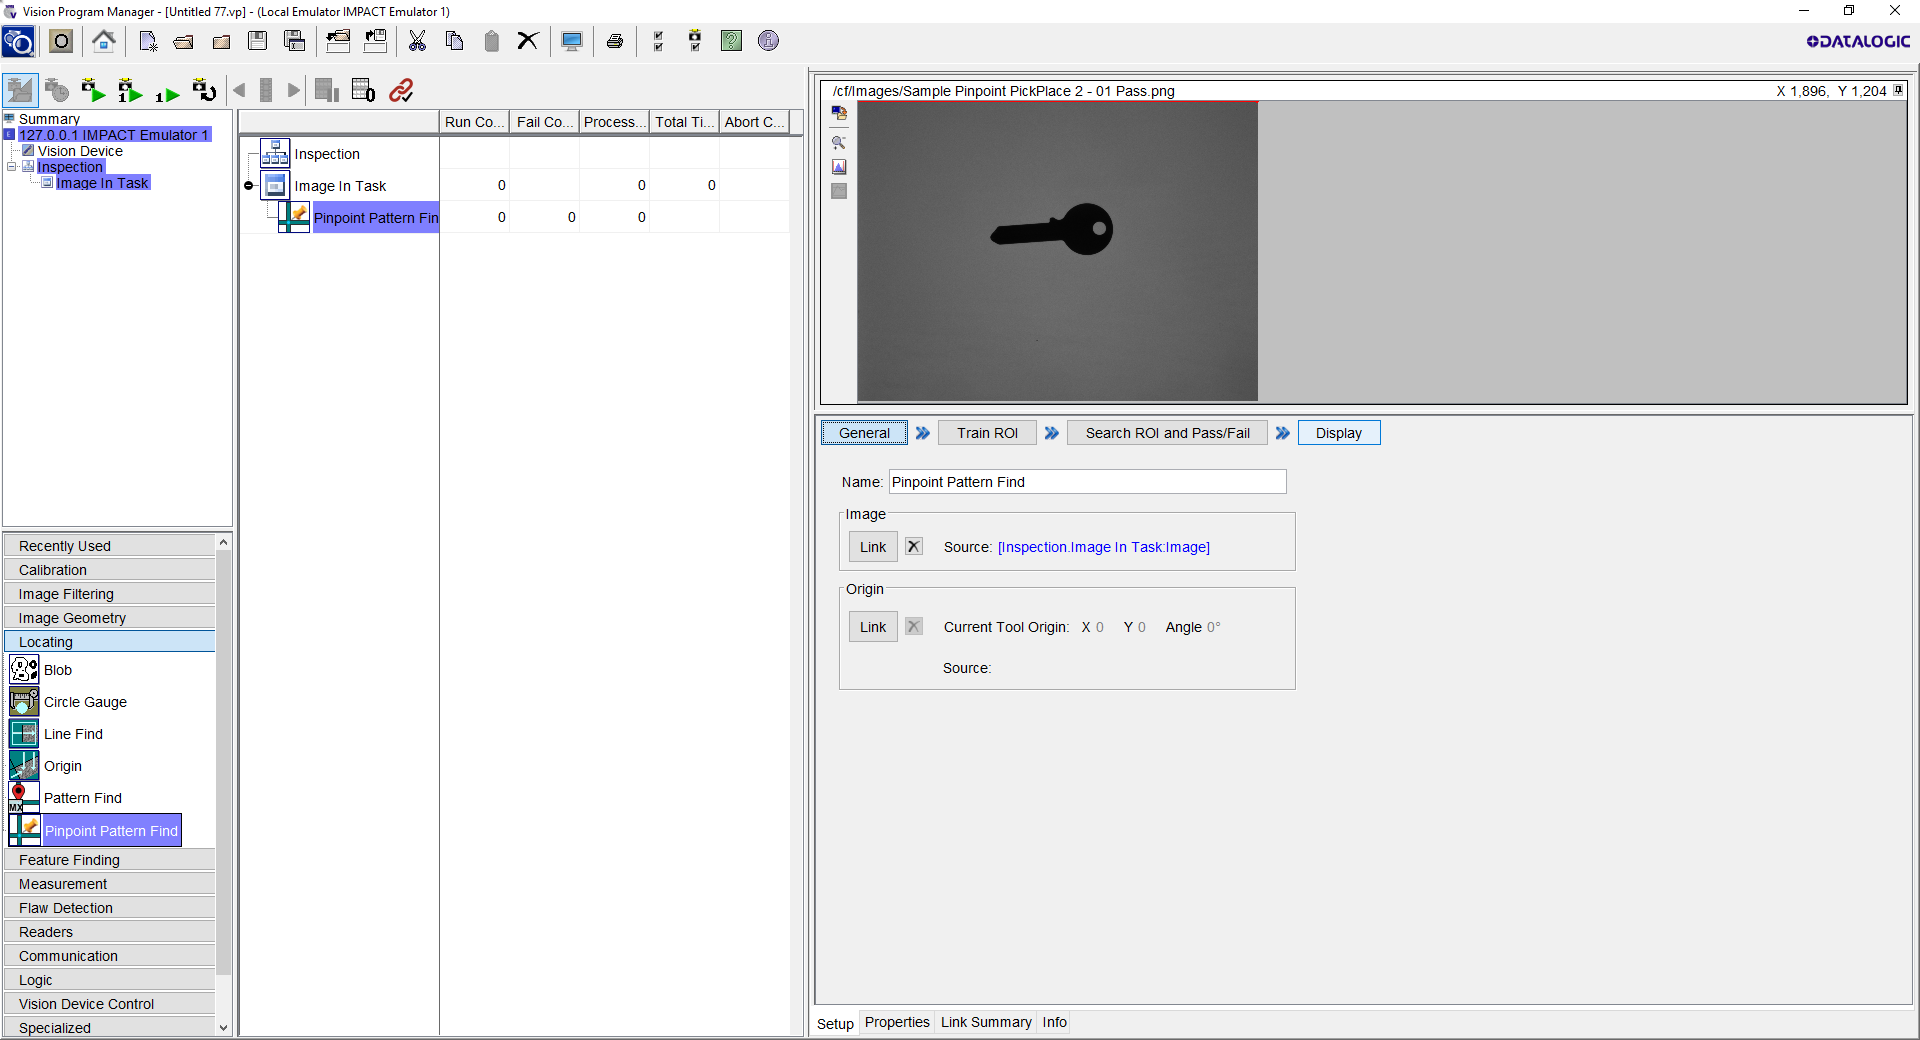 Vision Program Manager - [Untitled 77.vp] - (Local Emulator IMPACT Emulator 1)
DATALOGIC
Summary
127.0.0.1 IMPACT Emulator 1
Vision Device
Inspection
Image In Task
Run Co... Fail Co... Process... Total Ti... Abort C...
Inspection
Image In Task 0 0 0
Pinpoint Pattern Fin 0 0 0
Recently Used
Calibration
Image Filtering
Image Geometry
Locating
Blob
Circle Gauge
Line Find
Origin
MX
Pattern Find
Pinpoint Pattern Find
Feature Finding
Measurement
Flaw Detection
Readers
Communication
Logic
Vision Device Control
Specialized
/cf/Images/Sample Pinpoint PickPlace 2 - 01 Pass.png X 1,896, Y 1,204
General Train ROI Search ROI and Pass/Fail Display
Name: Pinpoint Pattern Find
Image
Link Source: [Inspection.Image In Task:Image]
Origin
Link Current Tool Origin: X 0 Y 0 Angle 0°
Source:
Setup Properties Link Summary Info